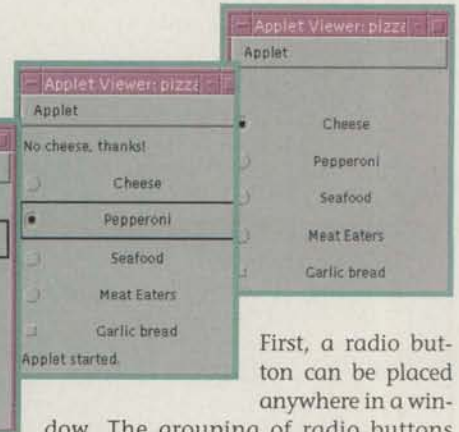 Applet Viewer: pizza
Applet
Cheese
Pepperoni
Seafood
Meat Eaters
Garlic bread
Applet Viewer: pizza
Applet
No cheese, thanks!
Cheese
Pepperoni
Seafood
Meat Eaters
Garlic bread
Applet started.
First, a radio but-
ton can be placed
anywhere in a win-
dow. The grouping of radio buttons